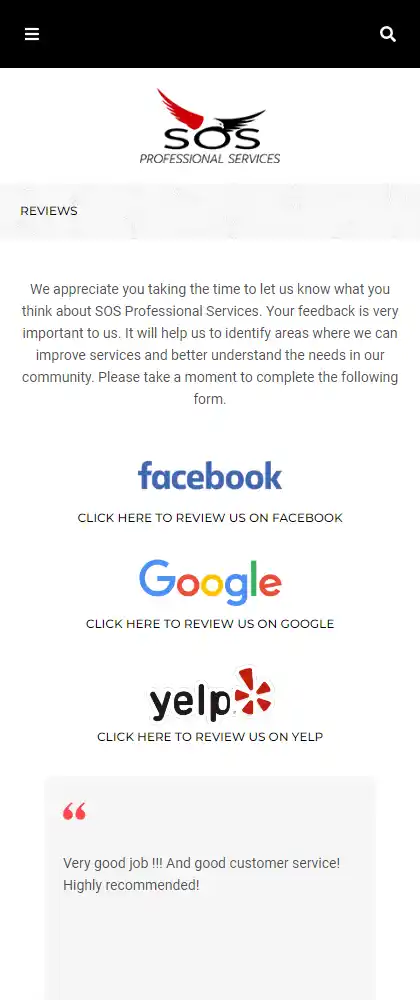 SOS
PROFESSIONAL SERVICES
REVIEWS
We appreciate you taking the time to let us know what you
think about SOS Professional Services. Your feedback is very
important to us. It will help us to identify areas where we can
improve services and better understand the needs in our
community. Please take a moment to complete the following
form.
facebook
CLICK HERE TO REVIEW US ON FACEBOOK
Google
CLICK HERE TO REVIEW US ON GOOGLE
yelp
CLICK HERE TO REVIEW US ON YELP
“
Very good job !!! And good customer service!
Highly recommended!